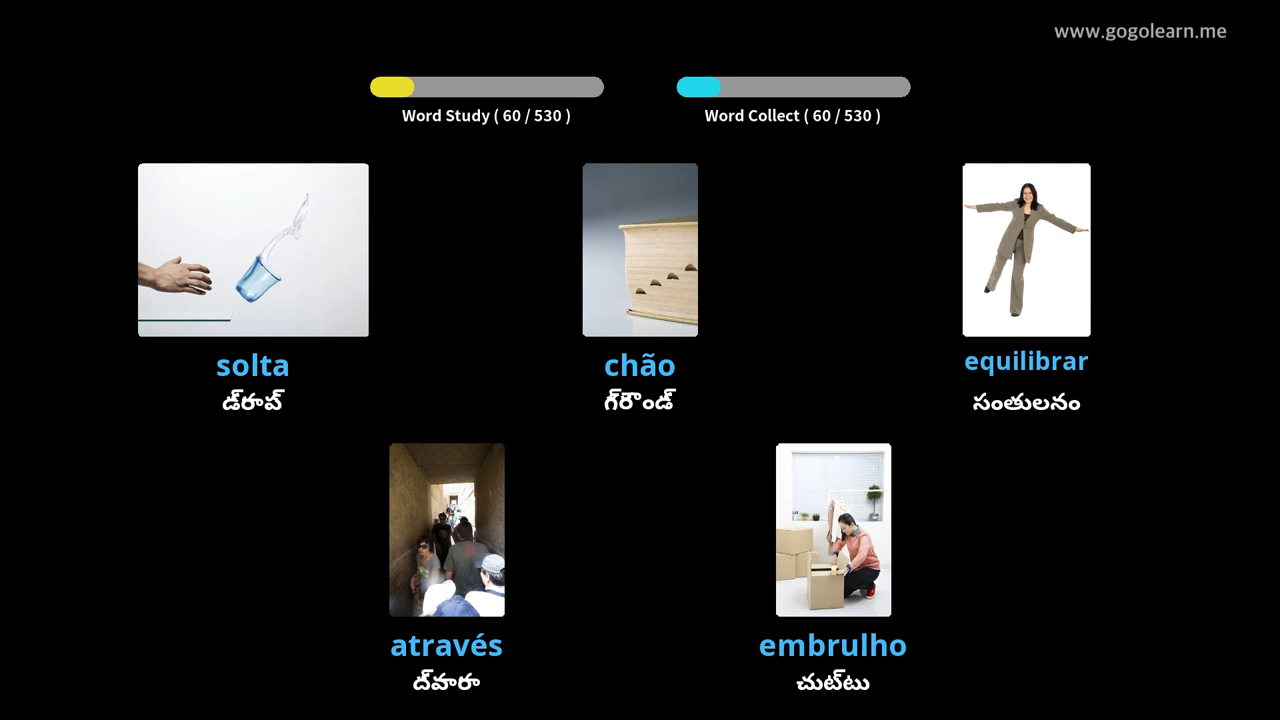 www.gogolearn.me
Word Study ( 60 / 530 )
Word Collect ( 60 / 530 )
solta
డ్రాప్
chão
గ్రౌండ్
equilibrar
సంతులనం
através
ద్వారా
embrulho
చుట్టు